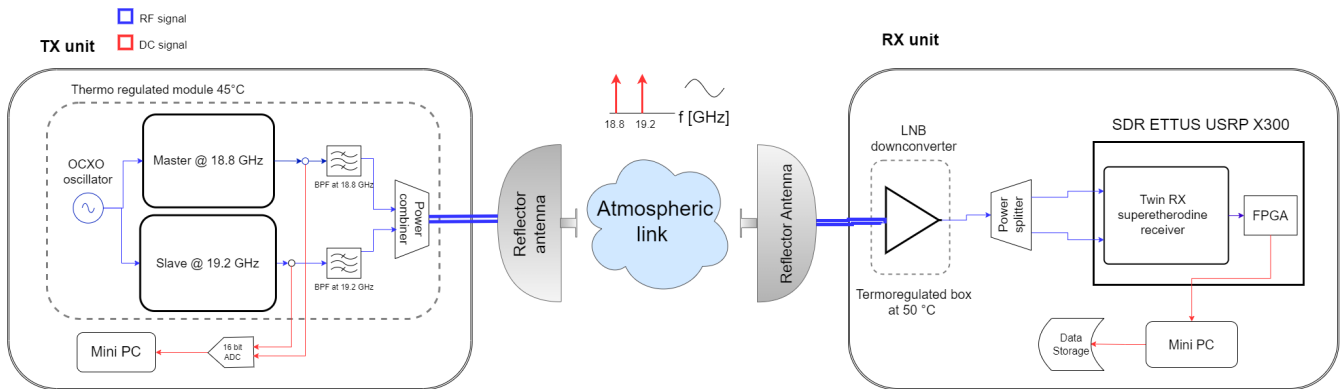 RF signal
DC signal
TX unit
RX unit
Thermo regulated module 45°C
OCXO
oscillator
Master @ 18.8 GHz
Slave @ 19.2 GHz
BPF at 18.8 GHz
BPF at 19.2 GHz
Power
combiner
Mini PC
16 bit
ADC
Reflector
antenna
18.8
19.2
f [GHz]
Atmospheric
link
Reflector Antenna
LNB
downconverter
Termoregulated box
at 50 °C
Power
splitter
SDR ETTUS USRP X300
Twin RX
superetherodine
receiver
FPGA
Data
Storage
Mini PC